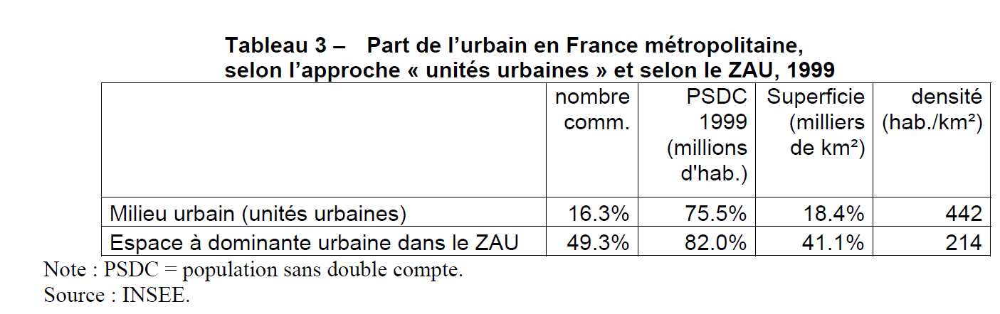 Tableau 3 – Part de l’urbain en France métropolitaine,
selon l’approche « unités urbaines » et selon le ZAU, 1999
nombre comm. PSDC 1999 (millions d'hab.) Superficie (milliers de km²) densité (hab./km²)
Milieu urbain (unités urbaines) 16.3% 75.5% 18.4% 442
Espace à dominante urbaine dans le ZAU 49.3% 82.0% 41.1% 214
Note : PSDC = population sans double compte.
Source : INSEE.